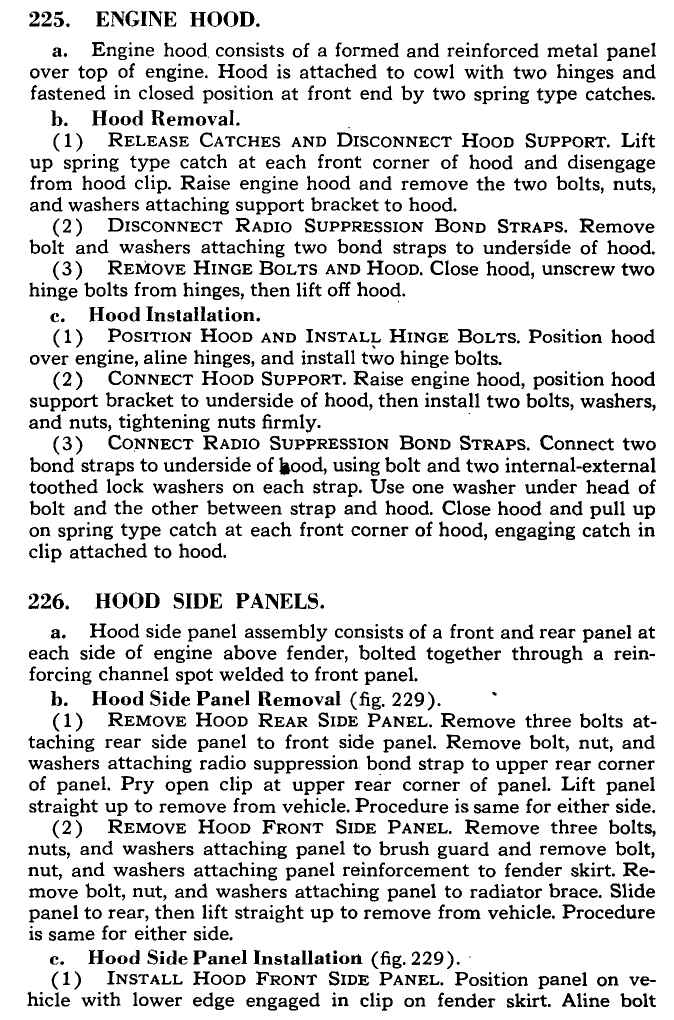 225. ENGINE HOOD.
a. Engine hood consists of a formed and reinforced metal panel
over top of engine. Hood is attached to cowl with two hinges and
fastened in closed position at front end by two spring type catches.
b. Hood Removal.
(1) RELEASE CATCHES AND DISCONNECT HOOD SUPPORT. Lift
up spring type catch at each front corner of hood and disengage
from hood clip. Raise engine hood and remove the two bolts, nuts,
and washers attaching support bracket to hood.
(2) DISCONNECT RADIO SUPPRESSION BOND STRAPS. Remove
bolt and washers attaching two bond straps to underside of hood.
(3) REMOVE HINGE BOLTS AND HOOD. Close hood, unscrew two
hinge bolts from hinges, then lift off hood.
c. Hood Installation.
(1) POSITION HOOD AND INSTALL HINGE BOLTS. Position hood
over engine, aline hinges, and install two hinge bolts.
(2) CONNECT HOOD SUPPORT. Raise engine hood, position hood
support bracket to underside of hood, then install two bolts, washers,
and nuts, tightening nuts firmly.
(3) CONNECT RADIO SUPPRESSION BOND STRAPS. Connect two
bond straps to underside of hood, using bolt and two internal-external
toothed lock washers on each strap. Use one washer under head of
bolt and the other between strap and hood. Close hood and pull up
on spring type catch at each front corner of hood, engaging catch in
clip attached to hood.
226. HOOD SIDE PANELS.
a. Hood side panel assembly consists of a front and rear panel at
each side of engine above fender, bolted together through a rein-
forcing channel spot welded to front panel.
b. Hood Side Panel Removal (fig. 229).
(1) REMOVE HOOD REAR SIDE PANEL. Remove three bolts at-
taching rear side panel to front side panel. Remove bolt, nut, and
washers attaching radio suppression bond strap to upper rear corner
of panel. Pry open clip at upper rear corner of panel. Lift panel
straight up to remove from vehicle. Procedure is same for either side.
(2) REMOVE HOOD FRONT SIDE PANEL. Remove three bolts,
nuts, and washers attaching panel to brush guard and remove bolt,
nut, and washers attaching panel reinforcement to fender skirt. Re-
move bolt, nut, and washers attaching panel to radiator brace. Slide
panel to rear, then lift straight up to remove from vehicle. Procedure
is same for either side.
c. Hood Side Panel Installation (fig. 229).
(1) INSTALL HOOD FRONT SIDE PANEL. Position panel on ve-
hicle with lower edge engaged in clip on fender skirt. Aline bolt